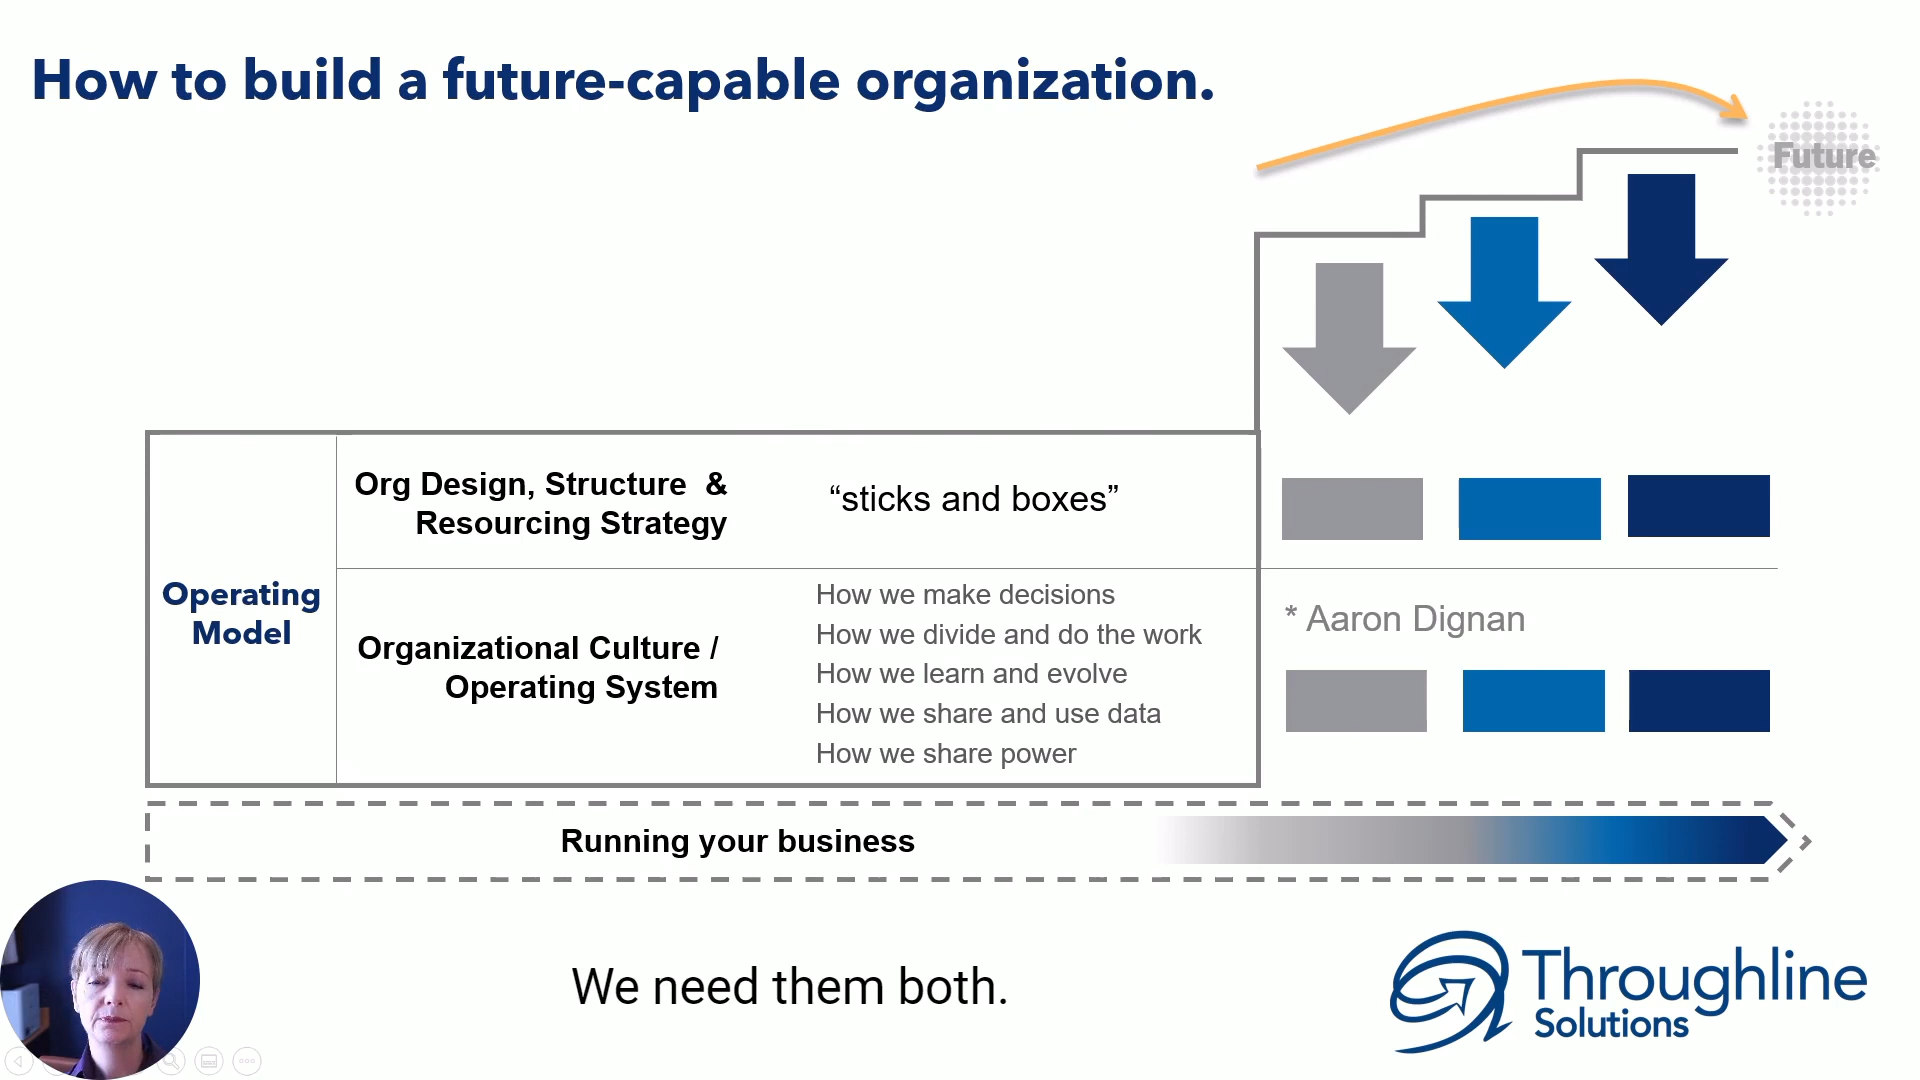 How to build a future-capable organization.
Future
Org Design, Structure &
Resourcing Strategy
“sticks and boxes”
Operating
Model
Organizational Culture /
Operating System
How we make decisions
How we divide and do the work
How we learn and evolve
How we share and use data
How we share power
* Aaron Dignan
Running your business
We need them both.
Throughline
Solutions